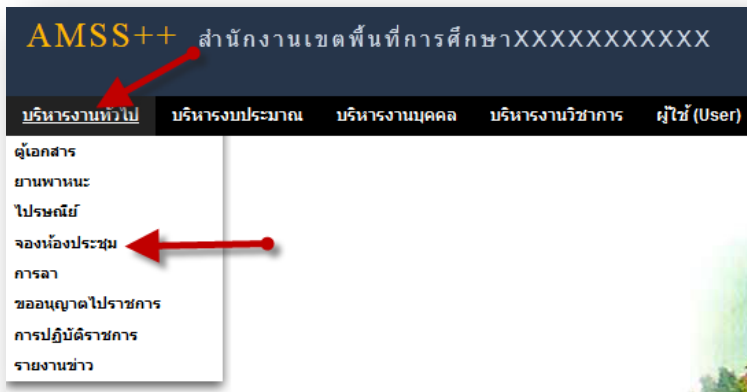 AMSS++ สำนักงานเขตพื้นที่การศึกษาXXXXXXXXXXX
บริหารงานทั่วไป บริหารงบประมาณ บริหารงานบุคคล บริหารงานวิชาการ ผู้ใช้ (User)
ตู้เอกสาร
ยานพาหนะ
ไปรษณีย์
จองห้องประชุม
การลา
ขออนุญาตไปราชการ
การปฏิบัติราชการ
รายงานข่าว